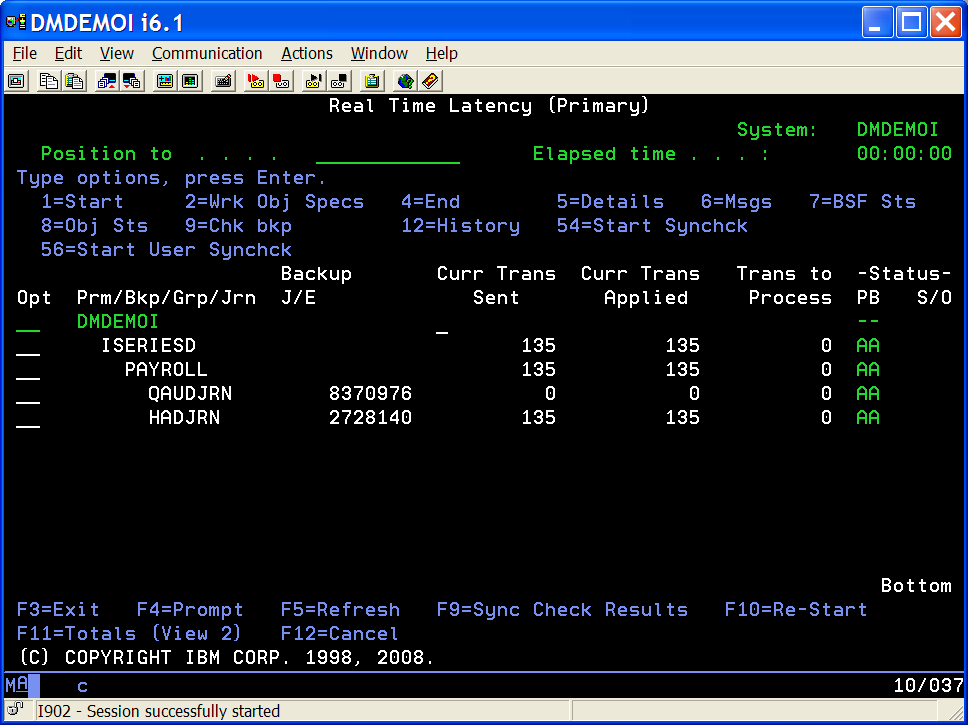 DMDEMOI i6.1
File Edit View Communication Actions Window Help
Real Time Latency (Primary)
System: DMDEMOI
Position to . . . . Elapsed time . . . : 00:00:00
Type options, press Enter.
1=Start 2=Wrk Obj Specs 4=End 5=Details 6=Msgs 7=BSF Sts
8=Obj Sts 9=Chk bkp 12=History 54=Start Synchck
56=Start User Synchck
Backup Curr Trans Curr Trans Trans to -Status-
Opt Prm/Bkp/Grp/Jrn J/E Sent Applied Process PB S/O
DMDEMOI --
ISERIESD 135 135 0 AA
PAYROLL 135 135 0 AA
QAUDJRN 8370976 0 0 0 AA
HADJRN 2728140 135 135 0 AA
Bottom
F3=Exit F4=Prompt F5=Refresh F9=Sync Check Results F10=Re-Start
F11=Totals (View 2) F12=Cancel
(C) COPYRIGHT IBM CORP. 1998, 2008.
MA c 10/037
I902 - Session successfully started